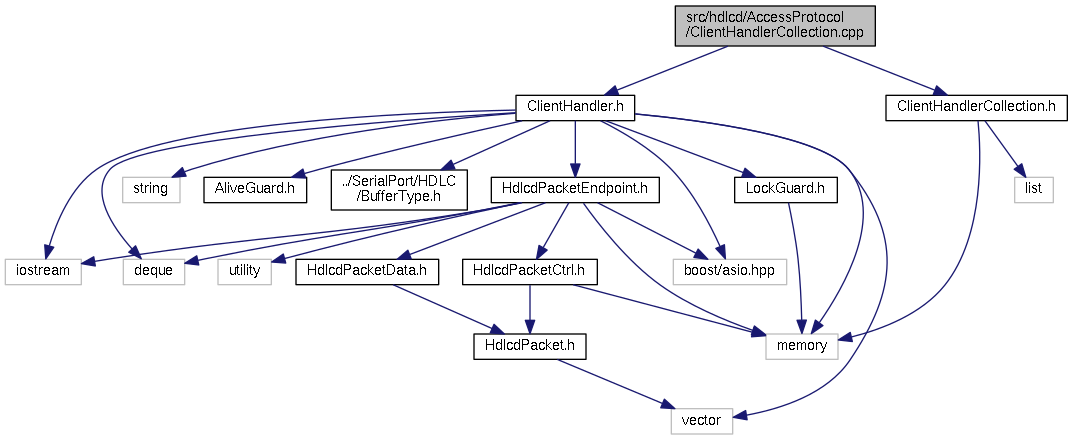 src/hdlcd/AccessProtocol
/ClientHandlerCollection.cpp
ClientHandler.h
ClientHandlerCollection.h
string
AliveGuard.h
../SerialPort/HDLC
/BufferType.h
HdlcdPacketEndpoint.h
LockGuard.h
list
iostream
deque
utility
HdlcdPacketData.h
HdlcdPacketCtrl.h
boost/asio.hpp
HdlcdPacket.h
memory
vector